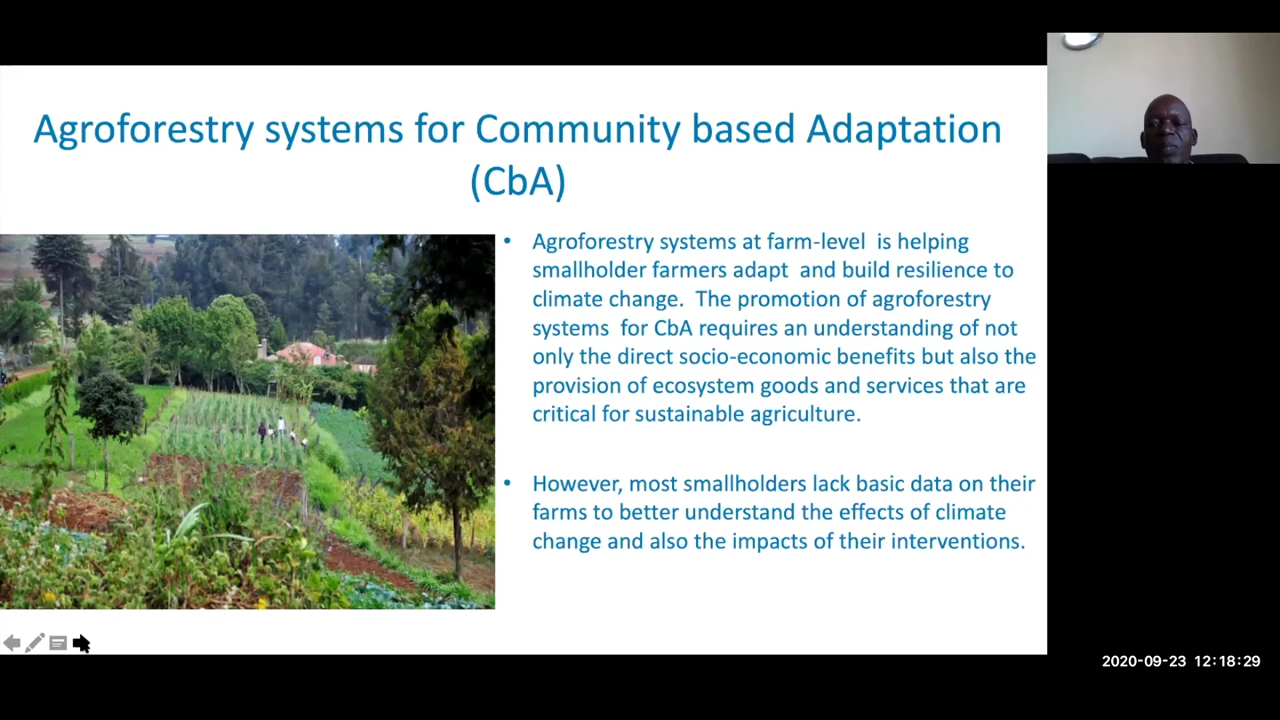 Agroforestry systems for Community based Adaptation
(CbA)
• Agroforestry systems at farm-level  is helping
smallholder farmers adapt  and build resilience to
climate change.  The promotion of agroforestry
systems  for CbA requires an understanding of not
only the direct socio-economic benefits but also the
provision of ecosystem goods and services that are
critical for sustainable agriculture.
• However, most smallholders lack basic data on their
farms to better understand the effects of climate
change and also the impacts of their interventions.
2020-09-23  12:18:29